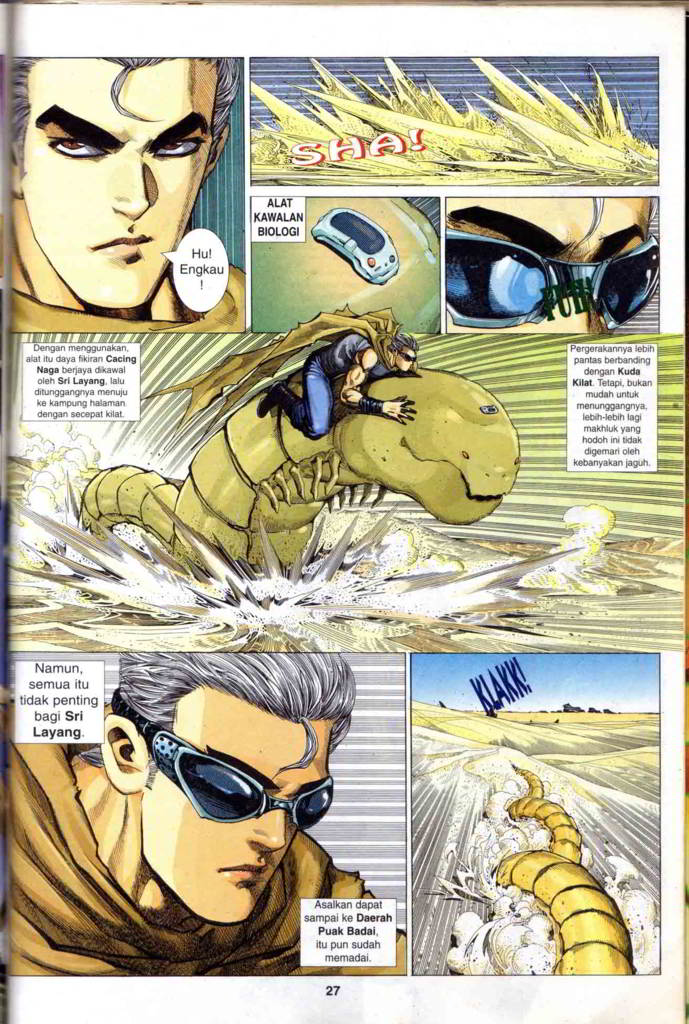 Hu!
Engkau
!
SHA!
ALAT
KAWALAN
BIOLOGI
FUH!
Dengan menggunakan,
alat itu daya fikiran Cacing
Naga berjaya dikawal
oleh Sri Layang, lalu
ditunggangnya menuju
ke kampung halaman
dengan secepat kilat.
Pergerakannya lebih
pantas berbanding
dengan Kuda
Kilat. Tetapi, bukan
mudah untuk
menunggangnya,
lebih-lebih lagi
makhluk yang
hodoh ini tidak
digemari oleh
kebanyakan jaguh.
Namun,
semua itu
tidak penting
bagi Sri
Layang.
Asalkan dapat
sampai ke Daerah
Puak Badai,
itu pun sudah
memadai.
KLAKK!
27